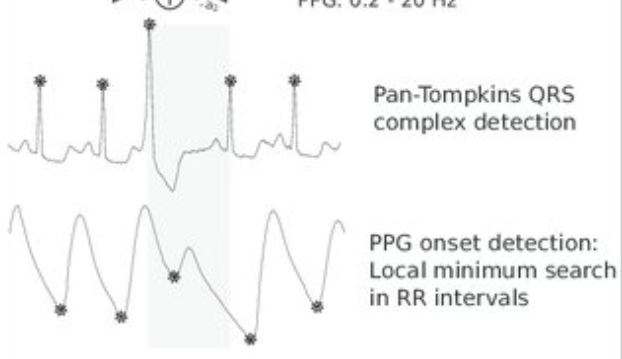 PPG: 0.2 - 20 Hz
Pan-Tompkins QRS
complex detection
PPG onset detection:
Local minimum search
in RR intervals